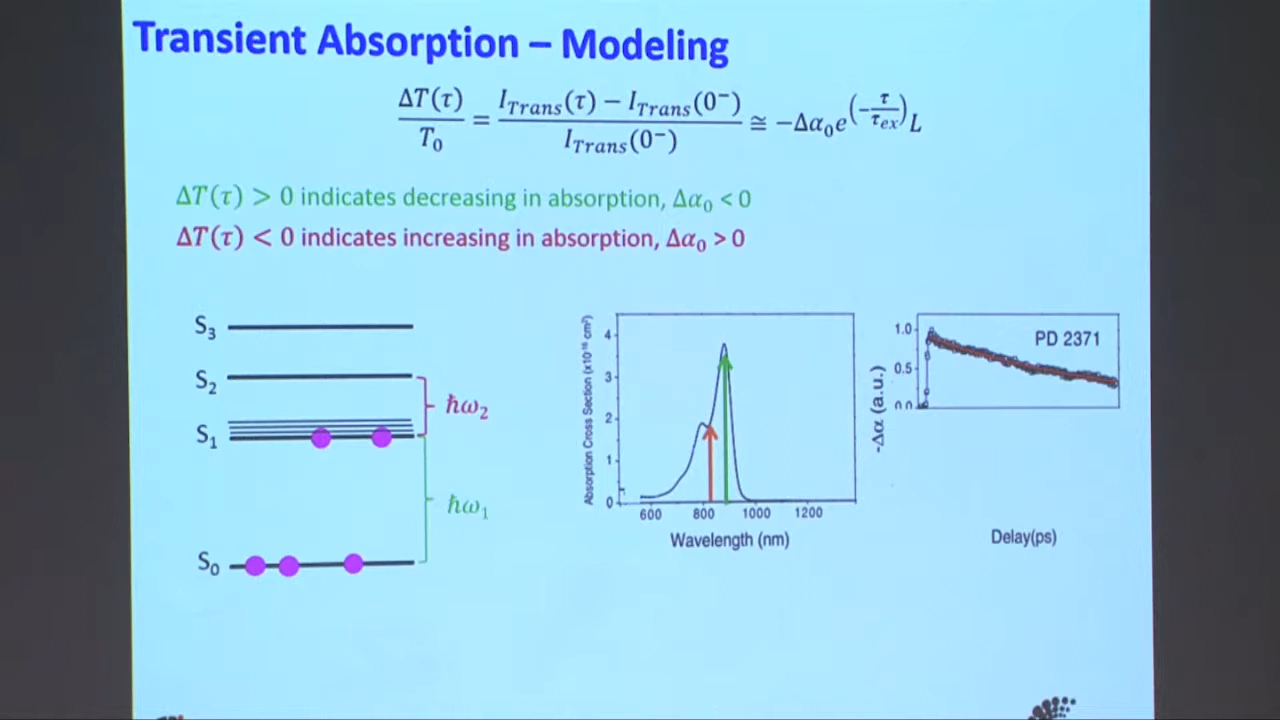 Transient Absorption – Modeling
ΔT(τ)/T₀ = (I_Trans(τ) − I_Trans(0⁻))/I_Trans(0⁻) ≅ −Δα₀e^(−τ/τ_ex) L
ΔT(τ) > 0 indicates decreasing in absorption, Δα₀ < 0
ΔT(τ) < 0 indicates increasing in absorption, Δα₀ > 0
S₃
S₂
ħω₂
S₁
ħω₁
S₀
Absorption Cross Section (x10⁻¹⁶ cm²)
4
3
2
1
0
600 800 1000 1200
Wavelength (nm)
-Δα (a.u.)
1.0
0.5
0.0
PD 2371
Delay(ps)